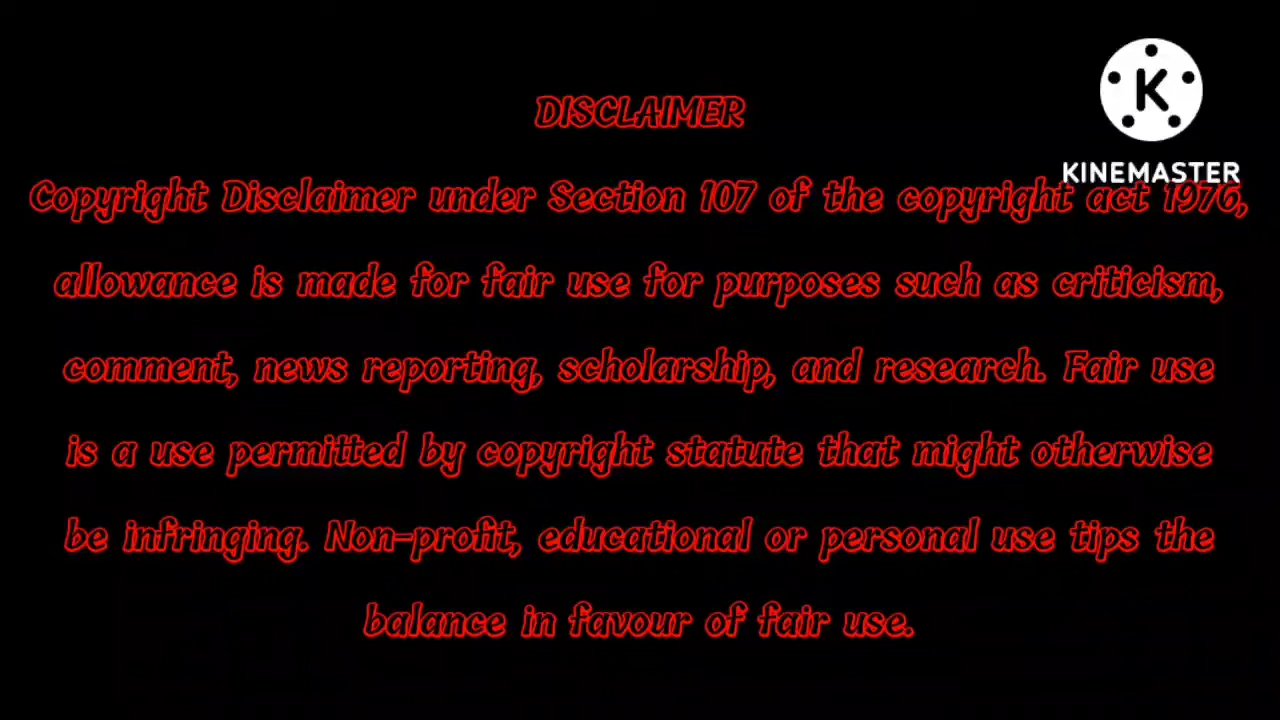 DISCLAIMER
K
KINEMASTER
Copyright Disclaimer under Section 107 of the copyright act 1976,
allowance is made for fair use for purposes such as criticism,
comment, news reporting, scholarship, and research. Fair use
is a use permitted by copyright statute that might otherwise
be infringing. Non-profit, educational or personal use tips the
balance in favour of fair use.